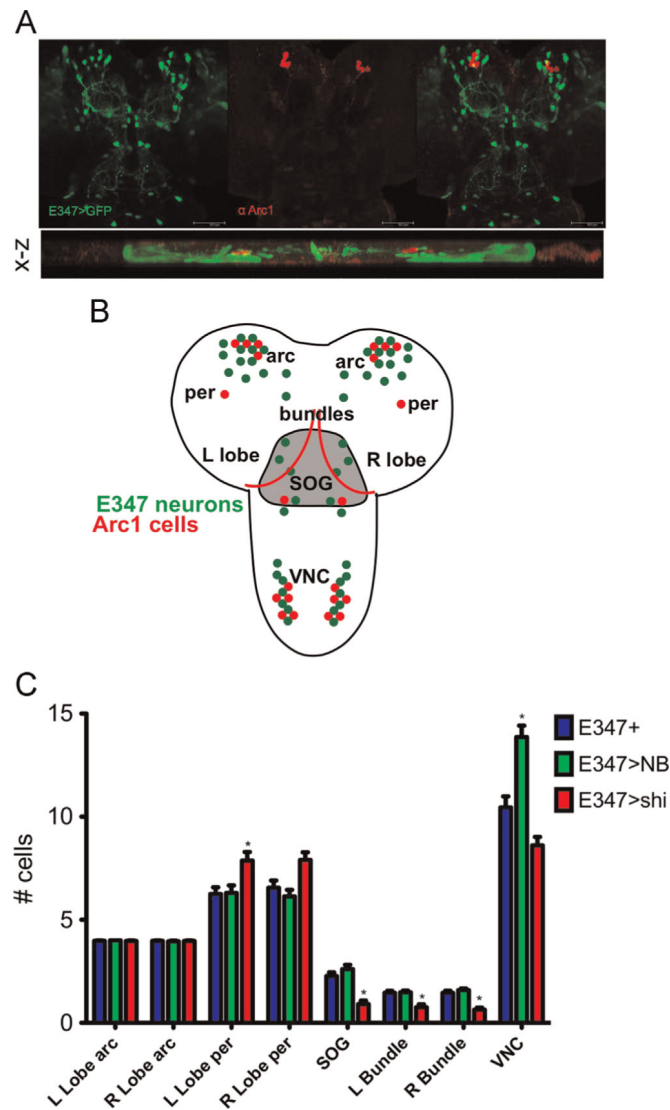 A
E347>GFP
α Arc1
x-z
B
arc
arc
per
per
bundles
L lobe
R lobe
SOG
E347 neurons
Arc1 cells
VNC
C
15
10
5
0
# cells
E347+
E347>NB
E347>shi
*
*
*
*
*
L Lobe arc
R Lobe arc
L Lobe per
R Lobe per
SOG
L Bundle
R Bundle
VNC